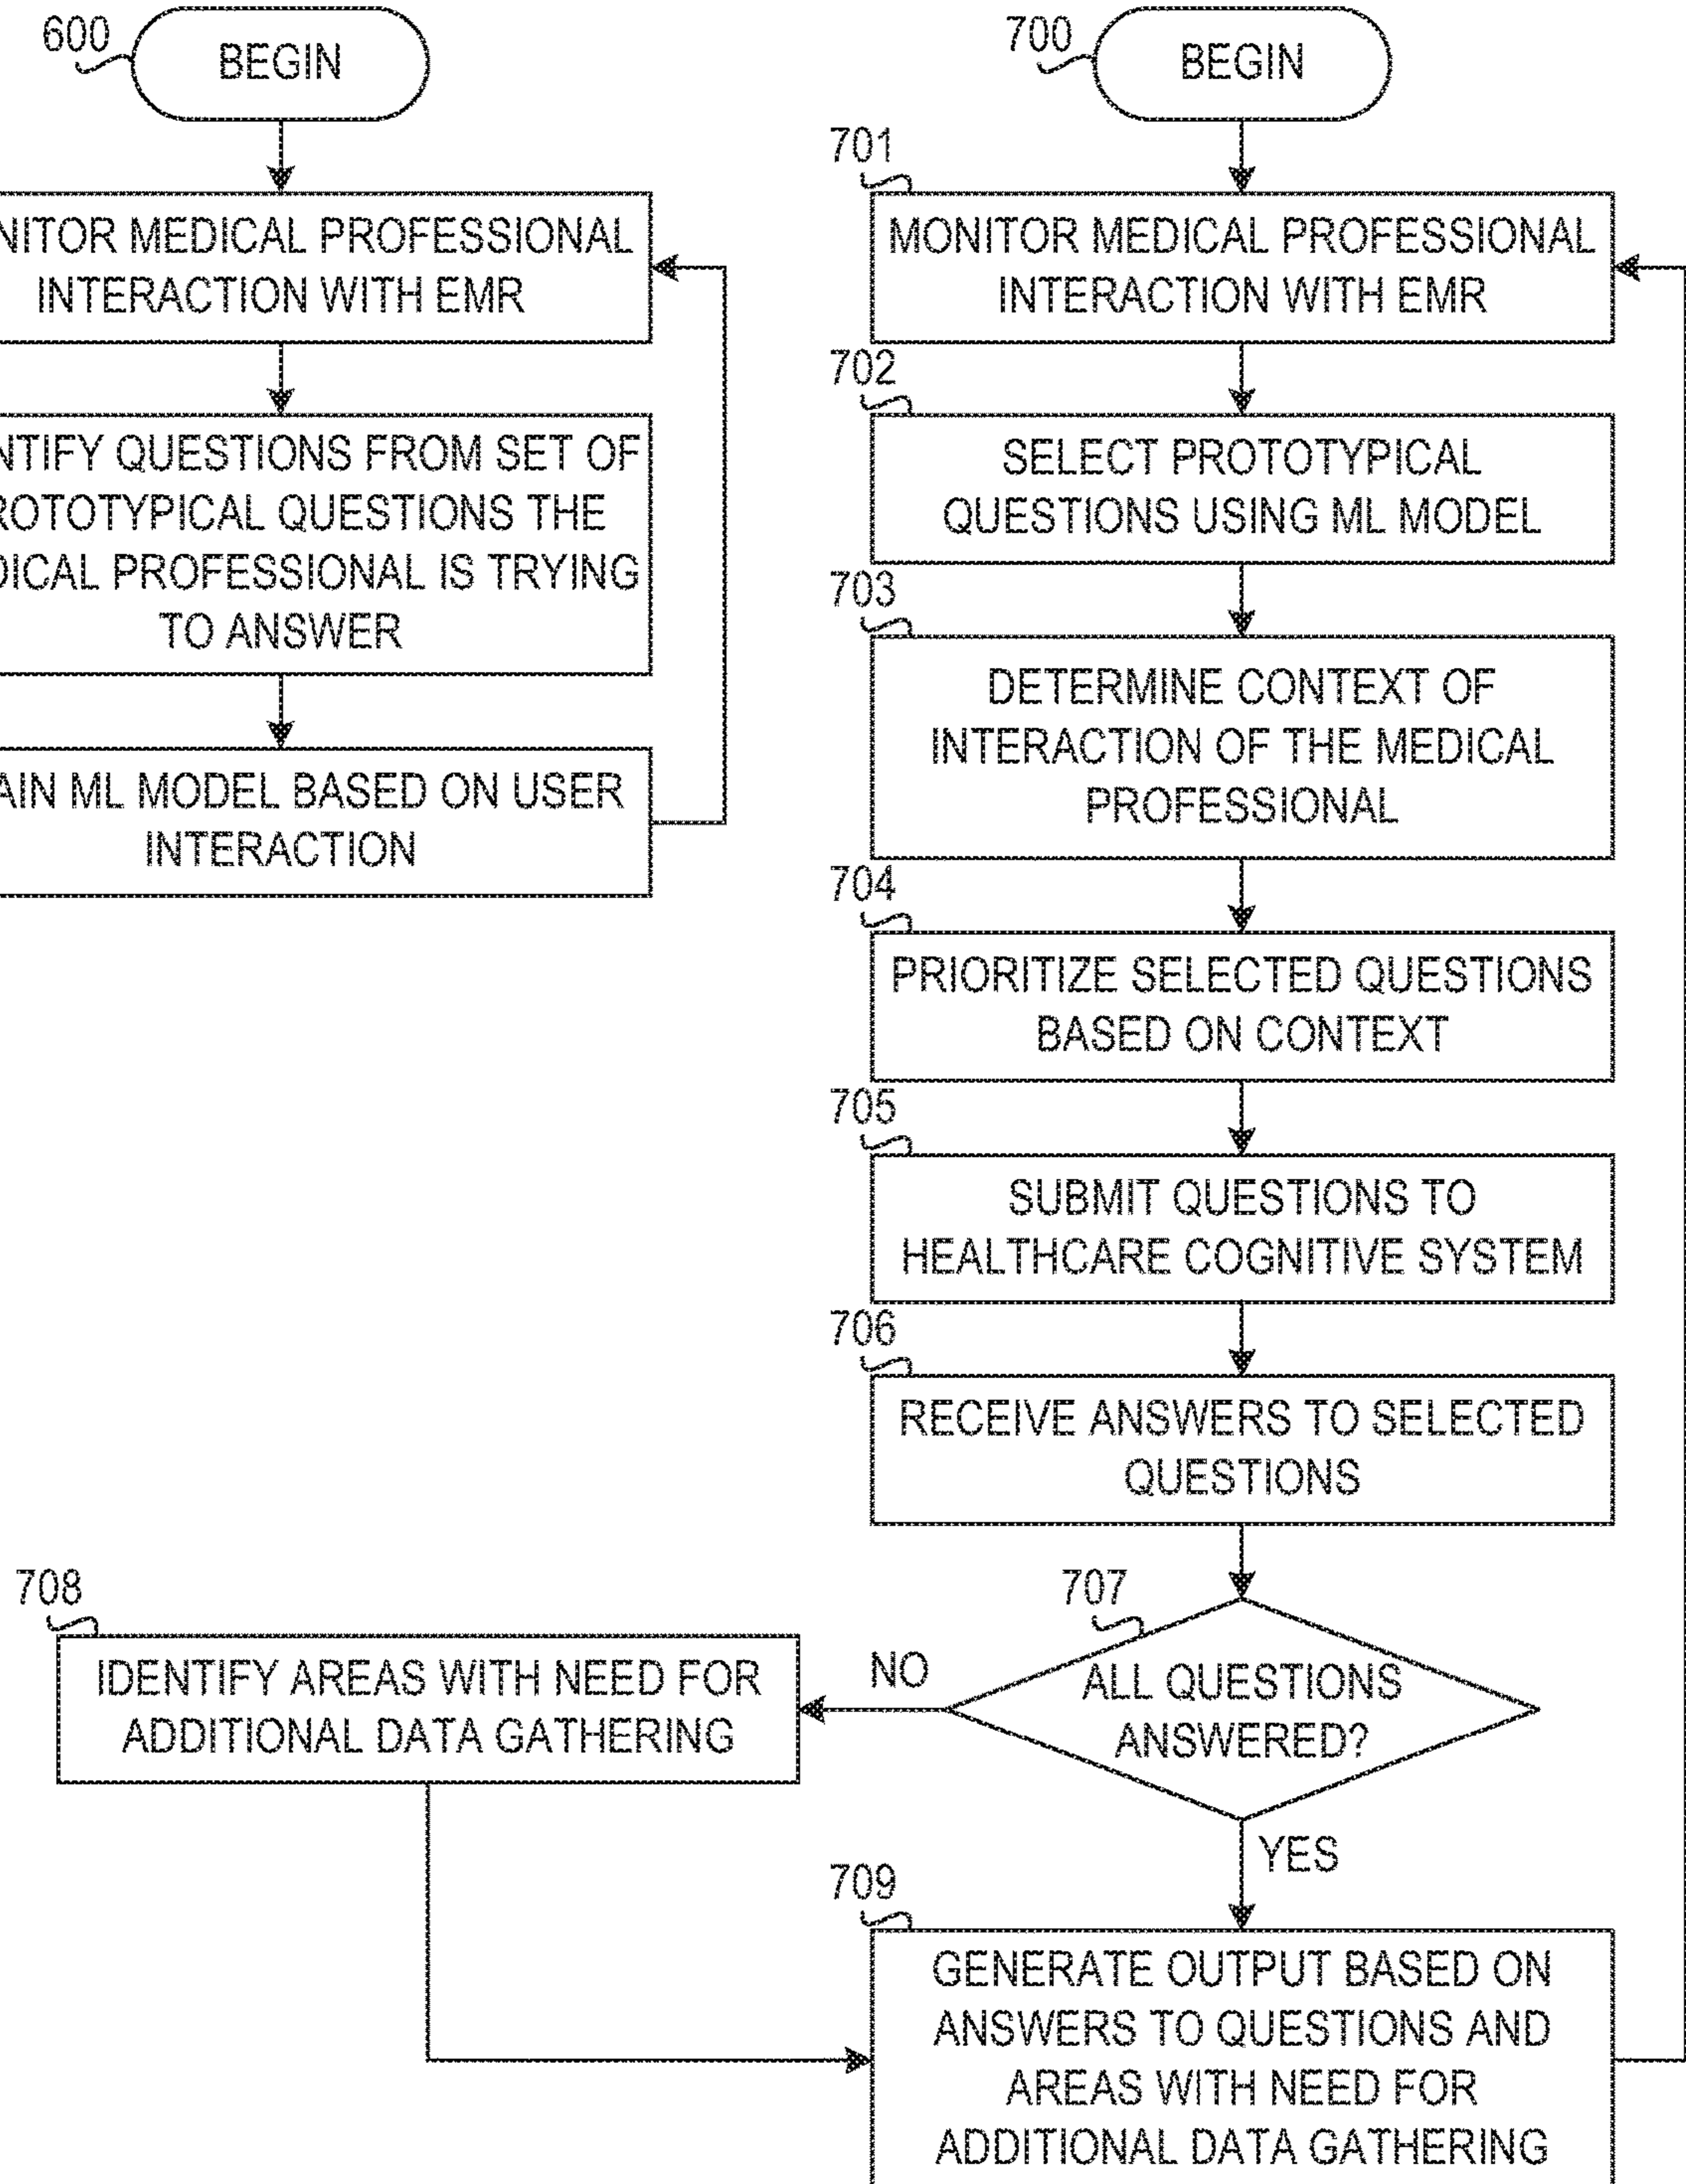 600
BEGIN
NITOR MEDICAL PROFESSIONAL
INTERACTION WITH EMR
NTIFY QUESTIONS FROM SET OF
ROTOTYPICAL QUESTIONS THE
DICAL PROFESSIONAL IS TRYING
TO ANSWER
AIN ML MODEL BASED ON USER
INTERACTION
700
BEGIN
701
MONITOR MEDICAL PROFESSIONAL
INTERACTION WITH EMR
702
SELECT PROTOTYPICAL
QUESTIONS USING ML MODEL
703
DETERMINE CONTEXT OF
INTERACTION OF THE MEDICAL
PROFESSIONAL
704
PRIORITIZE SELECTED QUESTIONS
BASED ON CONTEXT
705
SUBMIT QUESTIONS TO
HEALTHCARE COGNITIVE SYSTEM
706
RECEIVE ANSWERS TO SELECTED
QUESTIONS
707
ALL QUESTIONS
ANSWERED?
NO
708
IDENTIFY AREAS WITH NEED FOR
ADDITIONAL DATA GATHERING
YES
709
GENERATE OUTPUT BASED ON
ANSWERS TO QUESTIONS AND
AREAS WITH NEED FOR
ADDITIONAL DATA GATHERING